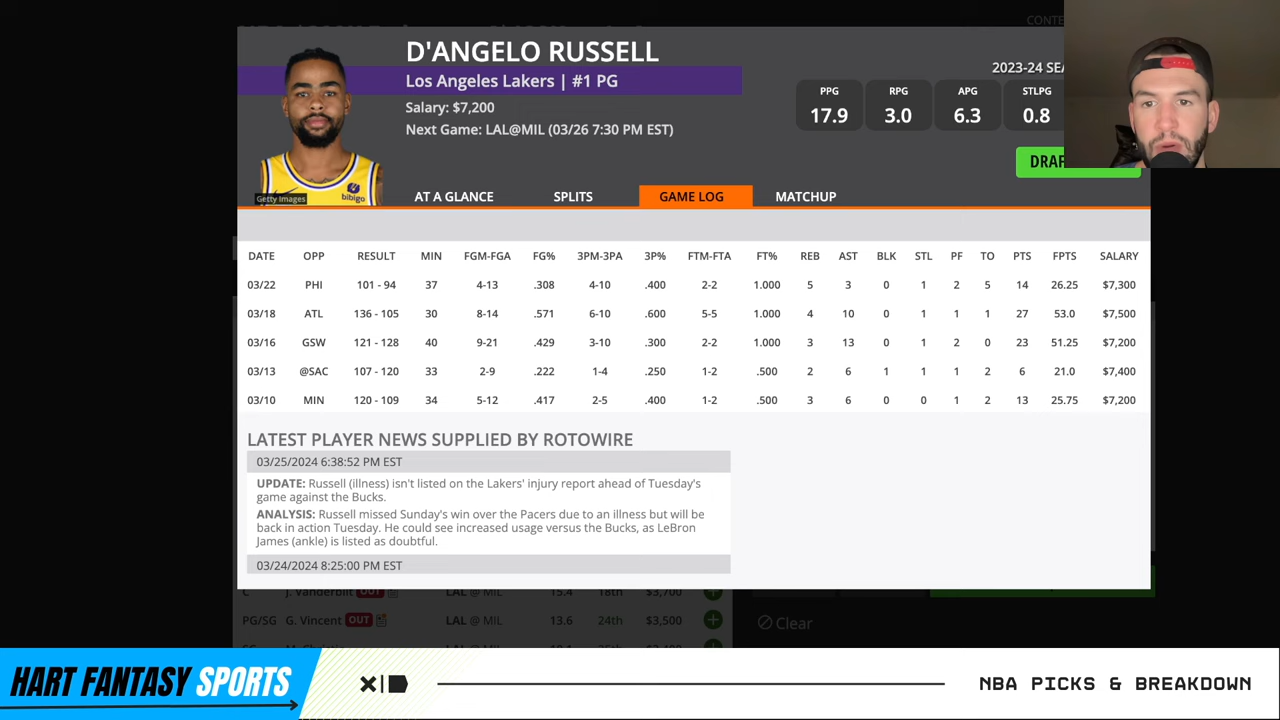 CONTE
D'ANGELO RUSSELL
Los Angeles Lakers | #1 PG
Salary: $7,200
Next Game: LAL@MIL (03/26 7:30 PM EST)
2023-24 SEA
PPG RPG APG STLPG
17.9 3.0 6.3 0.8
DRAF
Getty Images
bibigo
AT A GLANCE SPLITS GAME LOG MATCHUP
DATE OPP RESULT MIN FGM-FGA FG% 3PM-3PA 3P% FTM-FTA FT% REB AST BLK STL PF TO PTS FPTS SALARY
03/22 PHI 101 - 94 37 4-13 .308 4-10 .400 2-2 1.000 5 3 0 1 2 5 14 26.25 $7,300
03/18 ATL 136 - 105 30 8-14 .571 6-10 .600 5-5 1.000 4 10 0 1 1 1 27 53.0 $7,500
03/16 GSW 121 - 128 40 9-21 .429 3-10 .300 2-2 1.000 3 13 0 1 2 0 23 51.25 $7,200
03/13 @SAC 107 - 120 33 2-9 .222 1-4 .250 1-2 .500 2 6 1 1 1 2 6 21.0 $7,400
03/10 MIN 120 - 109 34 5-12 .417 2-5 .400 1-2 .500 3 6 0 0 1 2 13 25.75 $7,200
LATEST PLAYER NEWS SUPPLIED BY ROTOWIRE
03/25/2024 6:38:52 PM EST
UPDATE: Russell (illness) isn't listed on the Lakers' injury report ahead of Tuesday's
game against the Bucks.
ANALYSIS: Russell missed Sunday's win over the Pacers due to an illness but will be
back in action Tuesday. He could see increased usage versus the Bucks, as LeBron
James (ankle) is listed as doubtful.
03/24/2024 8:25:00 PM EST
C J. Vanderbilt OUT LAL @ MIL 15.4 18th $3,700
PG/SG G. Vincent OUT LAL @ MIL 13.6 24th $3,500
Clear
HART FANTASY SPORTS
NBA PICKS & BREAKDOWN